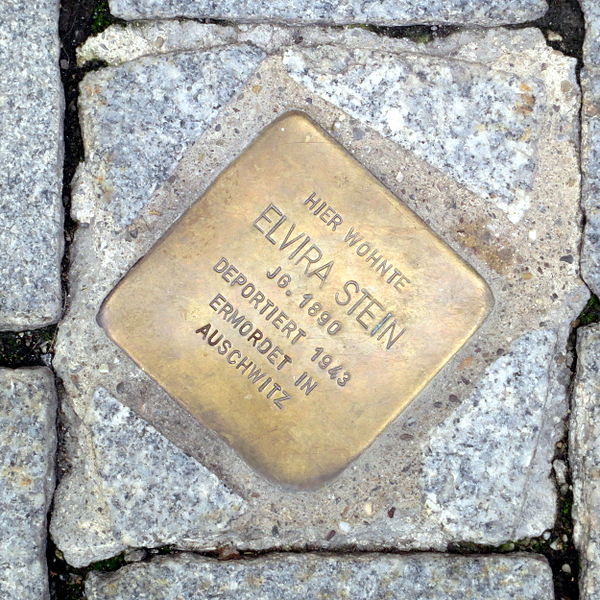 HIER WOHNTE
ELVIRA STEIN
JG. 1890
DEPORTIERT 1943
ERMORDET IN
AUSCHWITZ